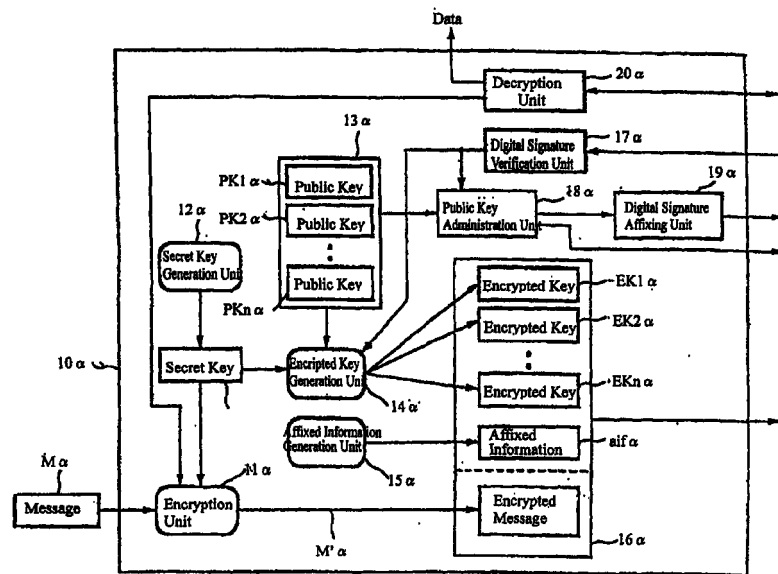 Data
20 α
Decryption
Unit
17 α
Digital Signature
Verification Unit
13 α
PK1 α
Public Key
PK2 α
Public Key
Public Key
PKn α
18 α
Public Key
Administration Unit
19 α
Digital Signature
Affixing Unit
12 α
Secret Key
Generation Unit
Encrypted Key
EK1 α
Encrypted Key
EK2 α
Encrypted Key
EKn α
10 α
Secret Key
Encripted Key
Generation Unit
14 α
Affixed Information
Generation Unit
15 α
Affixed
Information
aif α
M α
Message
Encryption
Unit
M' α
Encrypted
Message
16 α